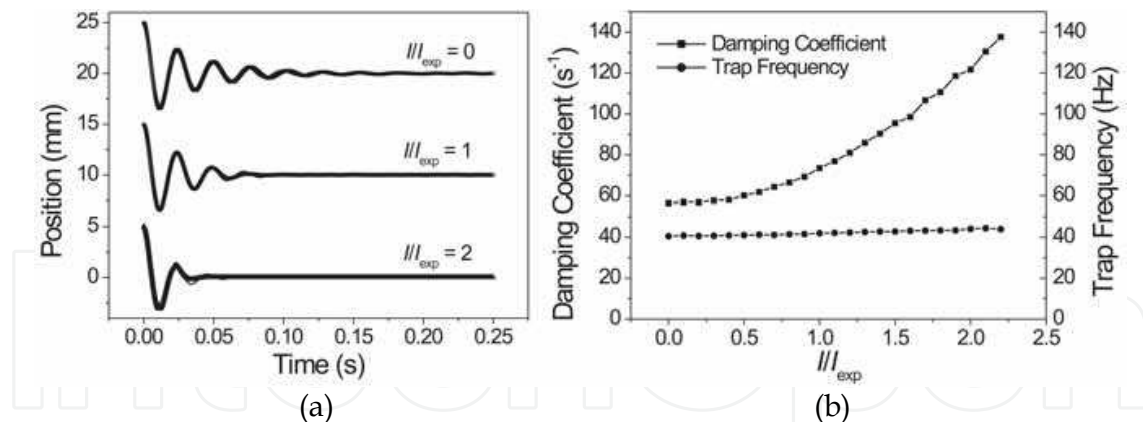 25
20
15
10
5
0
Position (mm)
I/I_exp = 0
I/I_exp = 1
I/I_exp = 2
0.00 0.05 0.10 0.15 0.20 0.25
Time (s)
(a)
140
120
100
80
60
40
20
0
Damping Coefficient (s⁻¹)
Damping Coefficient
Trap Frequency
140
120
100
80
60
40
20
0
Trap Frequency (Hz)
0.0 0.5 1.0 1.5 2.0 2.5
I/I_exp
(b)